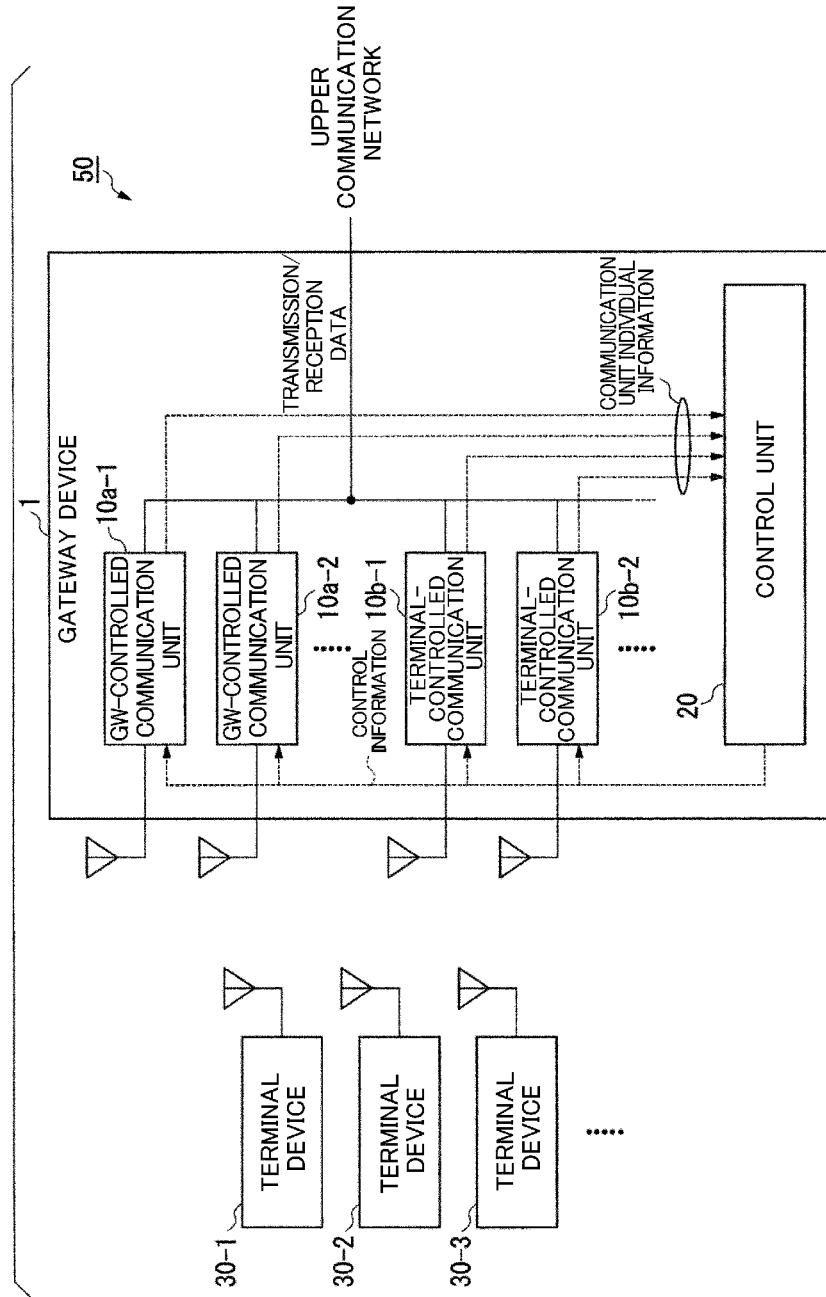 50
UPPER
COMMUNICATION
NETWORK
1
GATEWAY DEVICE
10a-1
GW-CONTROLLED
COMMUNICATION
UNIT
TRANSMISSION/
RECEPTION
DATA
GW-CONTROLLED
COMMUNICATION
UNIT
10a-2
CONTROL
INFORMATION
10b-1
TERMINAL-
CONTROLLED
COMMUNICATION
UNIT
TERMINAL-
CONTROLLED
COMMUNICATION
UNIT
10b-2
COMMUNICATION
UNIT INDIVIDUAL
INFORMATION
20
CONTROL UNIT
30-1
TERMINAL
DEVICE
30-2
TERMINAL
DEVICE
30-3
TERMINAL
DEVICE